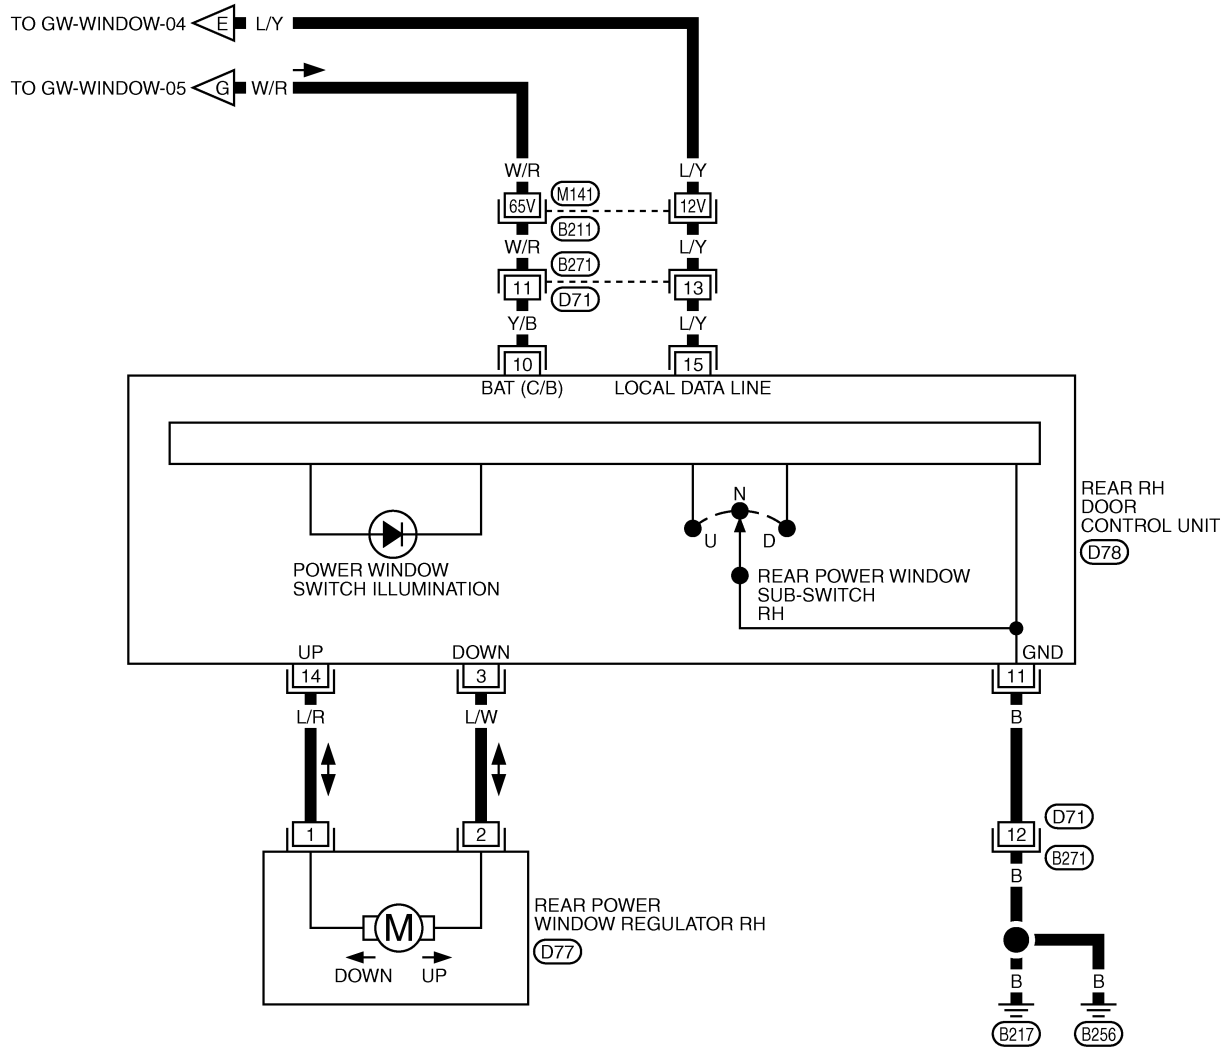 TO GW-WINDOW-04 E L/Y
TO GW-WINDOW-05 G W/R
W/R L/Y
65V M141 12V
B211
W/R L/Y
B271
11 13
D71
Y/B L/Y
10 15
BAT (C/B) LOCAL DATA LINE
REAR RH
DOOR
CONTROL UNIT
D78
N
U D
POWER WINDOW
SWITCH ILLUMINATION
REAR POWER WINDOW
SUB-SWITCH
RH
UP DOWN GND
14 3 11
L/R L/W B
1 2 12
D71
B271
B
M
DOWN UP
REAR POWER
WINDOW REGULATOR RH
D77
B B
B217 B256